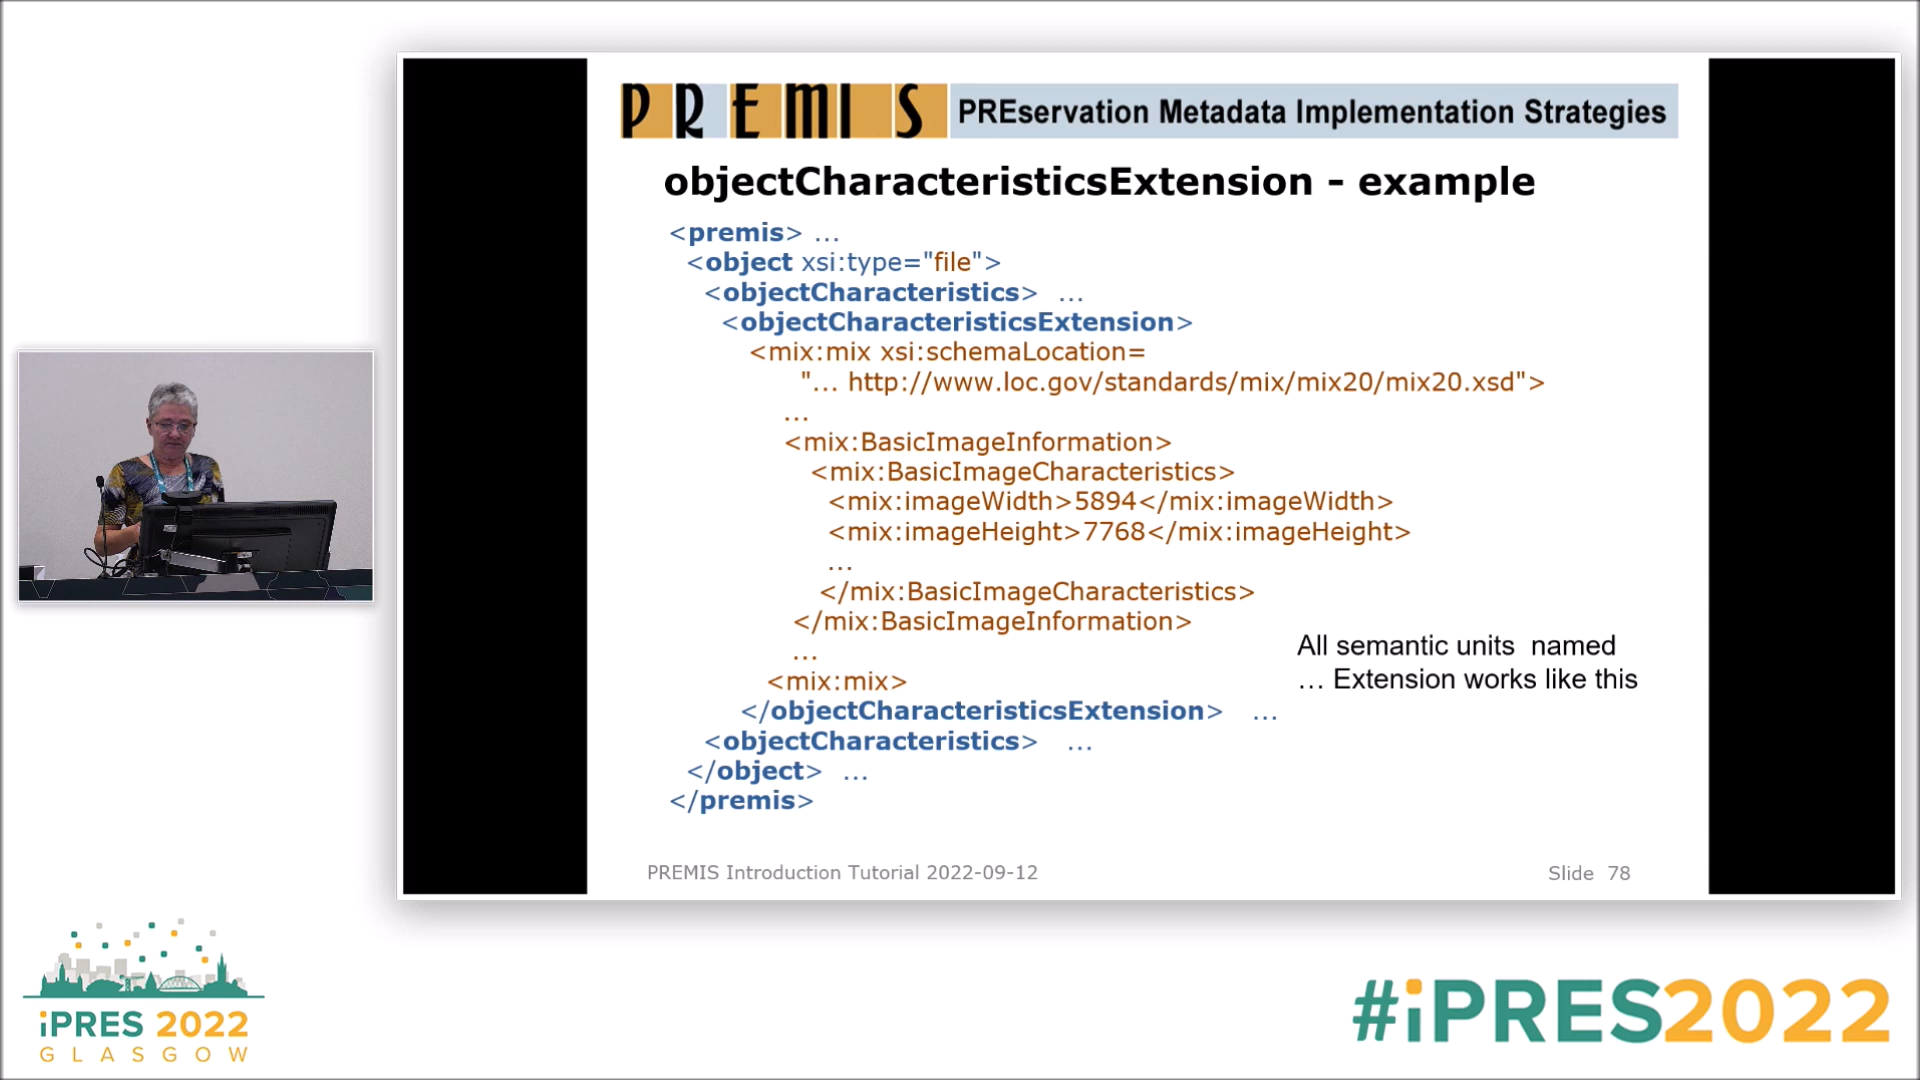 PREMIS PREservation Metadata Implementation Strategies
objectCharacteristicsExtension - example
<premis> ...
<object xsi:type="file">
<objectCharacteristics> ...
<objectCharacteristicsExtension>
<mix:mix xsi:schemaLocation=
"... http://www.loc.gov/standards/mix/mix20/mix20.xsd">
...
<mix:BasicImageInformation>
<mix:BasicImageCharacteristics>
<mix:imageWidth>5894</mix:imageWidth>
<mix:imageHeight>7768</mix:imageHeight>
...
</mix:BasicImageCharacteristics>
</mix:BasicImageInformation>
...
<mix:mix>
</objectCharacteristicsExtension> ...
<objectCharacteristics> ...
</object> ...
</premis>
All semantic units named
... Extension works like this
PREMIS Introduction Tutorial 2022-09-12
Slide 78
iPRES 2022
GLASGOW
#iPRES2022